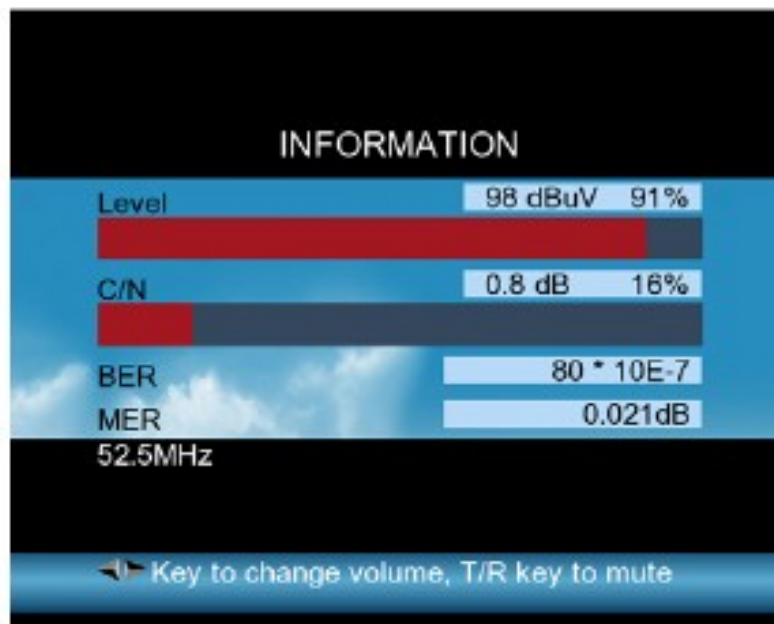 INFORMATION
Level 98 dBuV 91%
C/N 0.8 dB 16%
BER 80 * 10E-7
MER 0.021dB
52.5MHz
Key to change volume, T/R key to mute